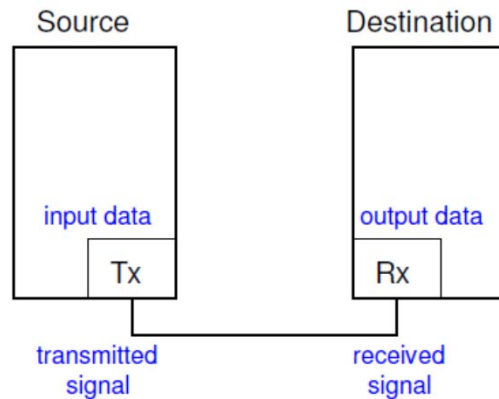 Source
Destination
input data
output data
Tx
Rx
transmitted
signal
received
signal